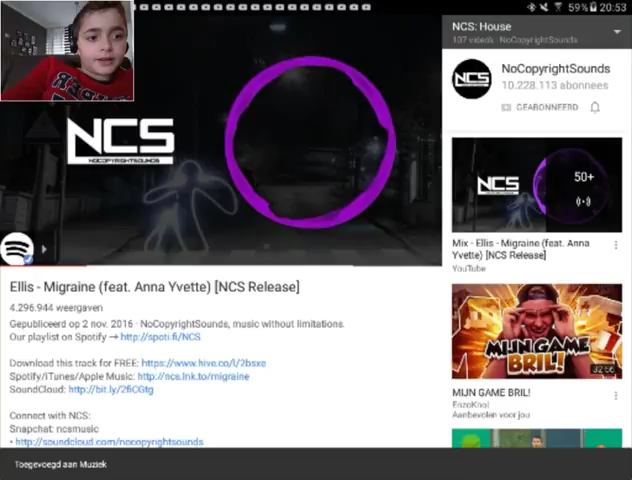 59% 20:53
NCS: House
107 video's · NoCopyrightSounds
NoCopyrightSounds
10.228.113 abonnees
GEABONNEERD
NCS
NOCOPYRIGHTSOUNDS
NCS
50+
Mix - Ellis - Migraine (feat. Anna Yvette) [NCS Release]
YouTube
Ellis - Migraine (feat. Anna Yvette) [NCS Release]
4.296.944 weergaven
Gepubliceerd op 2 nov. 2016 · NoCopyrightSounds, music without limitations.
Our playlist on Spotify → http://spoti.fi/NCS
Download this track for FREE: https://www.hive.co/l/2bsxe
Spotify/iTunes/Apple Music: http://ncs.lnk.to/migraine
SoundCloud: http://bit.ly/2fiCGtg
Connect with NCS:
Snapchat: ncsmusic
• http://soundcloud.com/nocopyrightsounds
MIJN GAME
BRIL!
32:56
MIJN GAME BRIL!
EnzoKnol
Aanbevolen voor jou
Toegevoegd aan Muziek